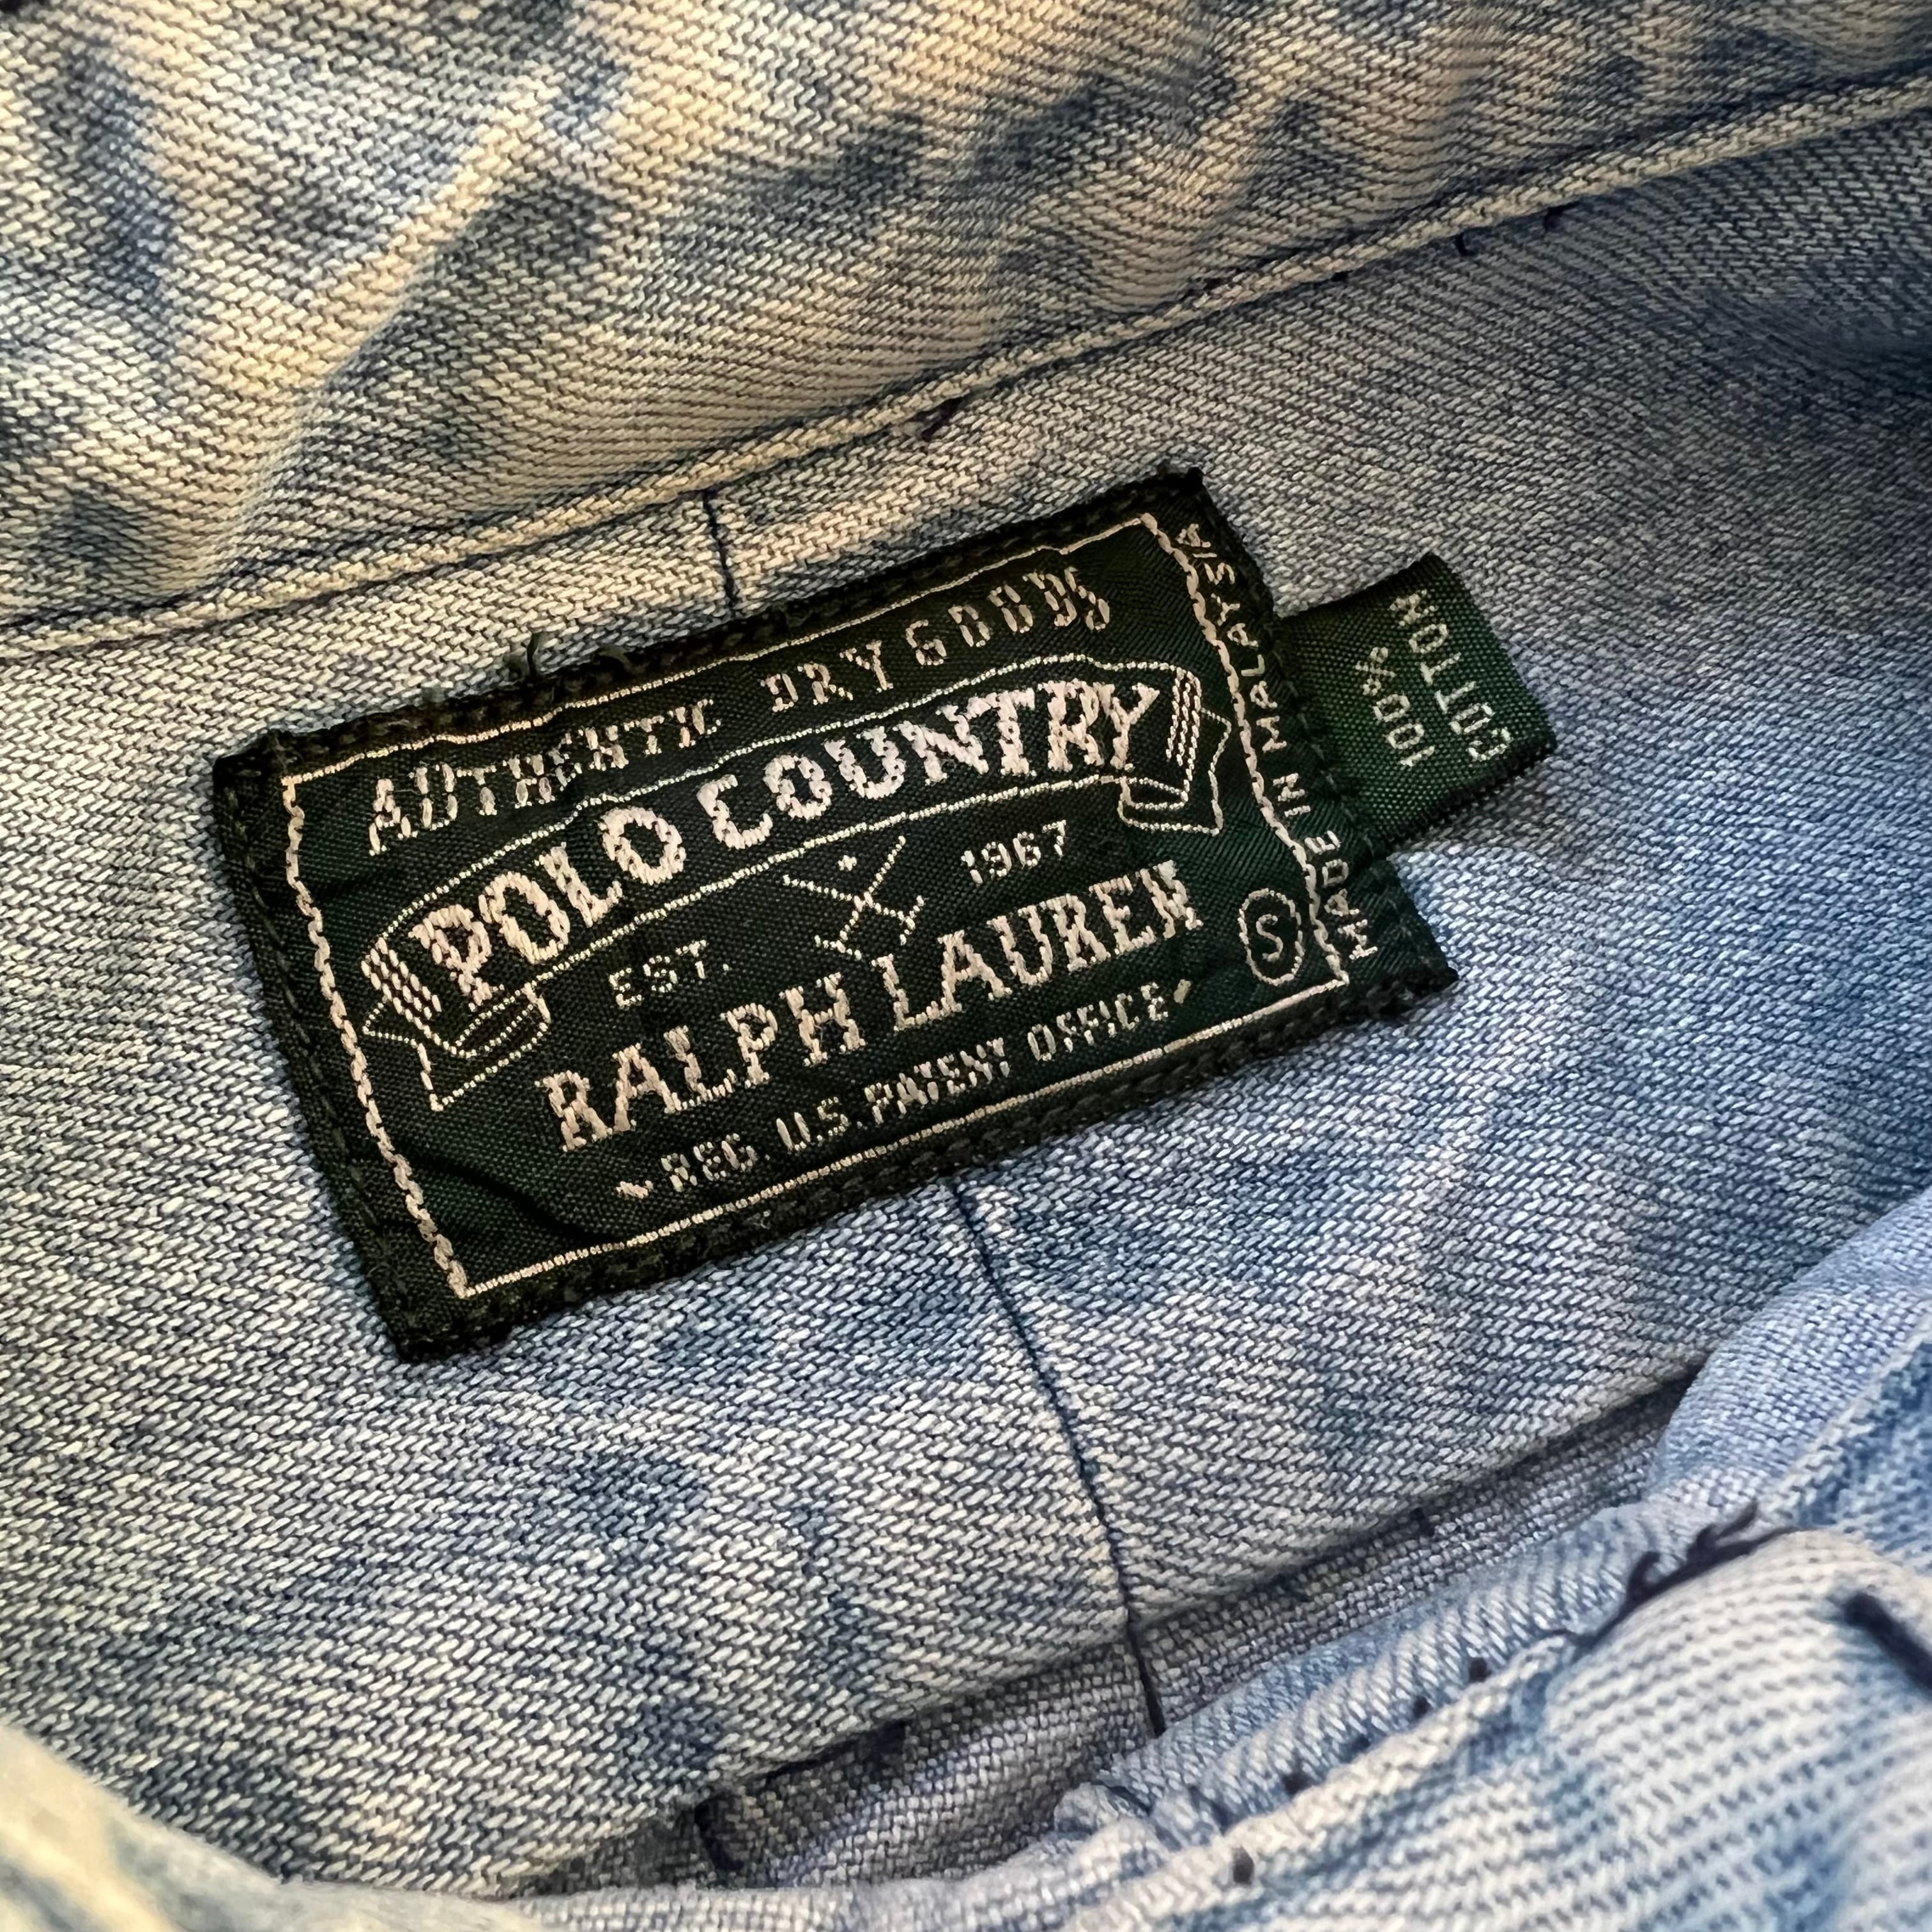 AUTHENTIC DRY GOODS
POLO COUNTRY
EST. 1967
RALPH LAUREN
REG. U.S. PATENT OFFICE
S
MADE IN MALAYSIA
100%
COTTON